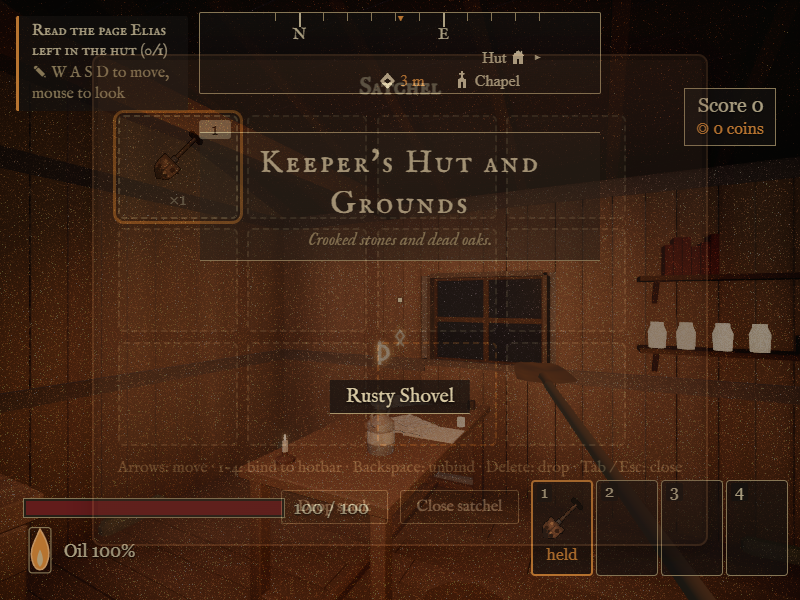 Read the page Elias
left in the hut (0/1)
W A S D to move,
mouse to look
N
E
Hut
3 m
Chapel
Satchel
Score 0
0 coins
1
×1
Keeper's Hut and
Grounds
Crooked stones and dead oaks.
Rusty Shovel
Arrows: move · 1-4: bind to hotbar · Backspace: unbind · Delete: drop · Tab / Esc: close
100 / 100
Drop stack
Close satchel
Oil 100%
1
held
2
3
4